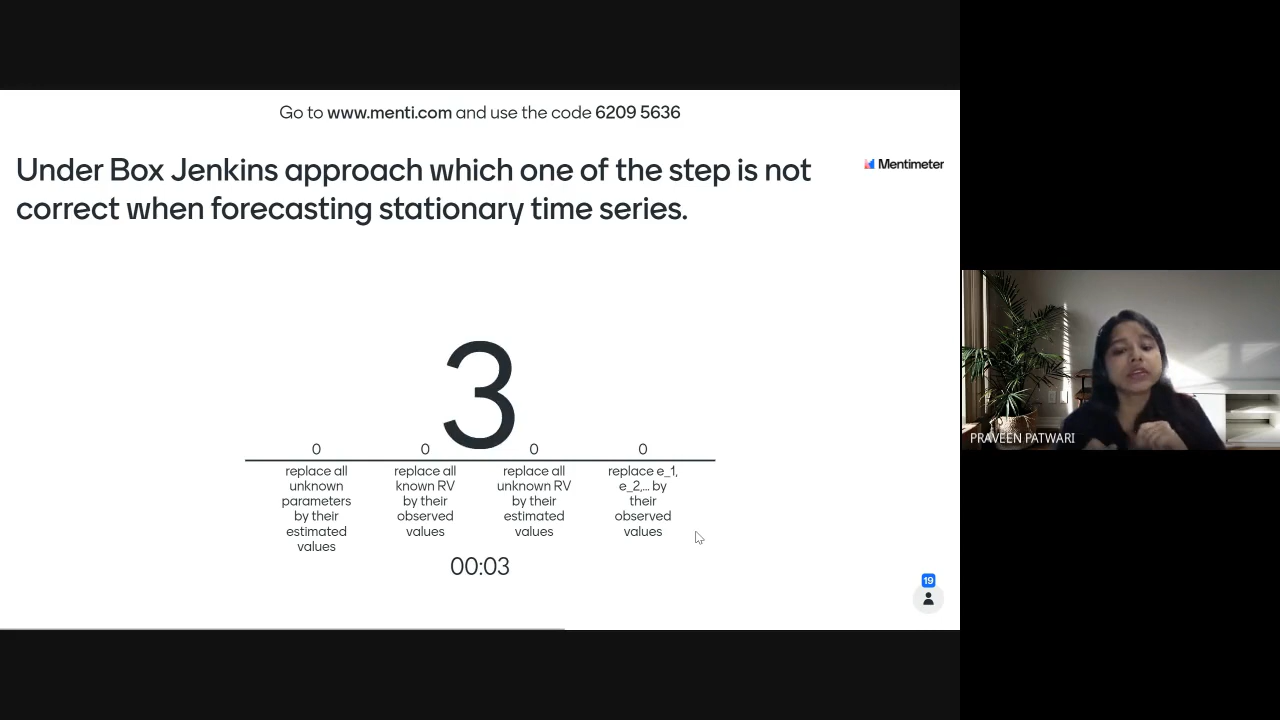 Go to www.menti.com and use the code 6209 5636
Under Box Jenkins approach which one of the step is not
correct when forecasting stationary time series.
Mentimeter
3
0
0
0
0
replace all
unknown
parameters
by their
estimated
values
replace all
known RV
by their
observed
values
replace all
unknown RV
by their
estimated
values
replace e_1,
e_2,... by
their
observed
values
00:03
19
PRAVEEN PATWARI